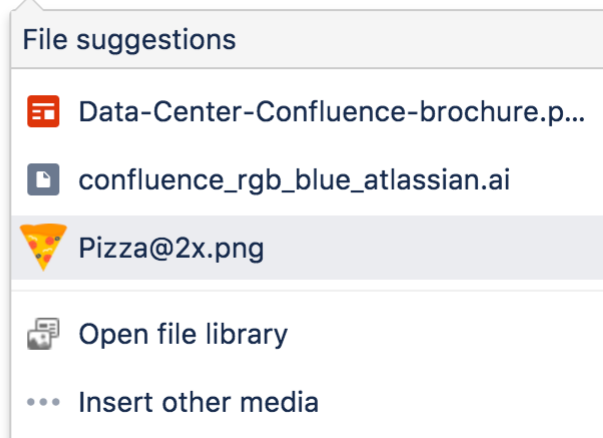 File suggestions
Data-Center-Confluence-brochure.p...
confluence_rgb_blue_atlassian.ai
Pizza@2x.png
Open file library
Insert other media